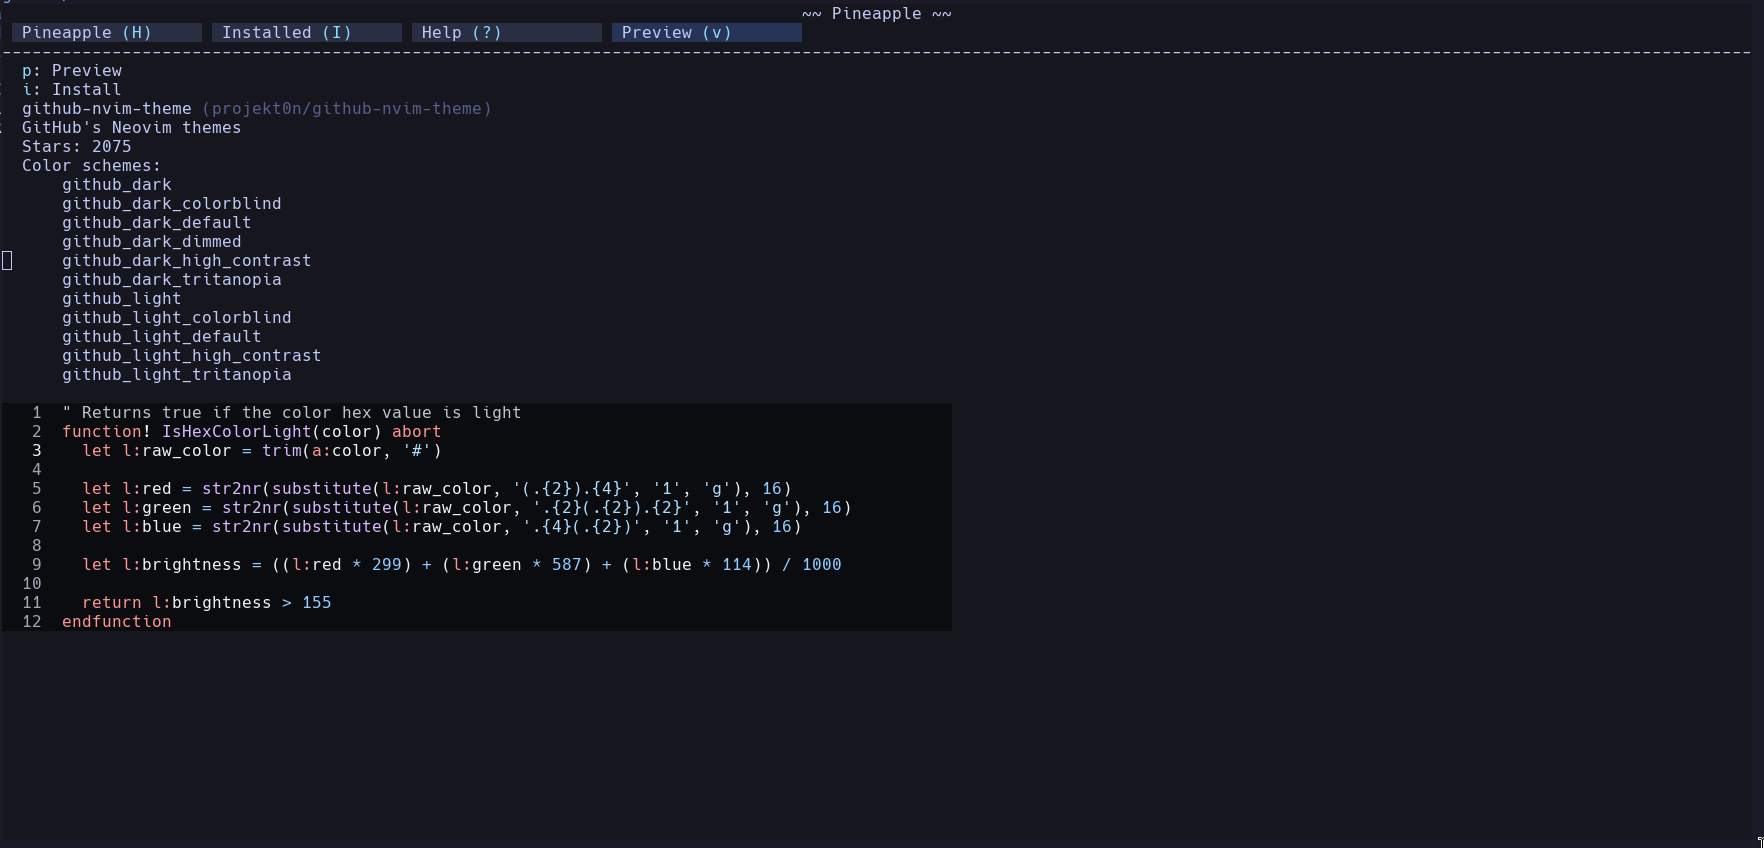 ~~ Pineapple ~~
Pineapple (H) Installed (I) Help (?) Preview (v)
p: Preview
i: Install
github-nvim-theme (projekt0n/github-nvim-theme)
GitHub's Neovim themes
Stars: 2075
Color schemes:
github_dark
github_dark_colorblind
github_dark_default
github_dark_dimmed
github_dark_high_contrast
github_dark_tritanopia
github_light
github_light_colorblind
github_light_default
github_light_high_contrast
github_light_tritanopia
1 " Returns true if the color hex value is light
2 function! IsHexColorLight(color) abort
3 let l:raw_color = trim(a:color, '#')
4
5 let l:red = str2nr(substitute(l:raw_color, '(.{2}).{4}', '1', 'g'), 16)
6 let l:green = str2nr(substitute(l:raw_color, '.{2}(.{2}).{2}', '1', 'g'), 16)
7 let l:blue = str2nr(substitute(l:raw_color, '.{4}(.{2})', '1', 'g'), 16)
8
9 let l:brightness = ((l:red * 299) + (l:green * 587) + (l:blue * 114)) / 1000
10
11 return l:brightness > 155
12 endfunction